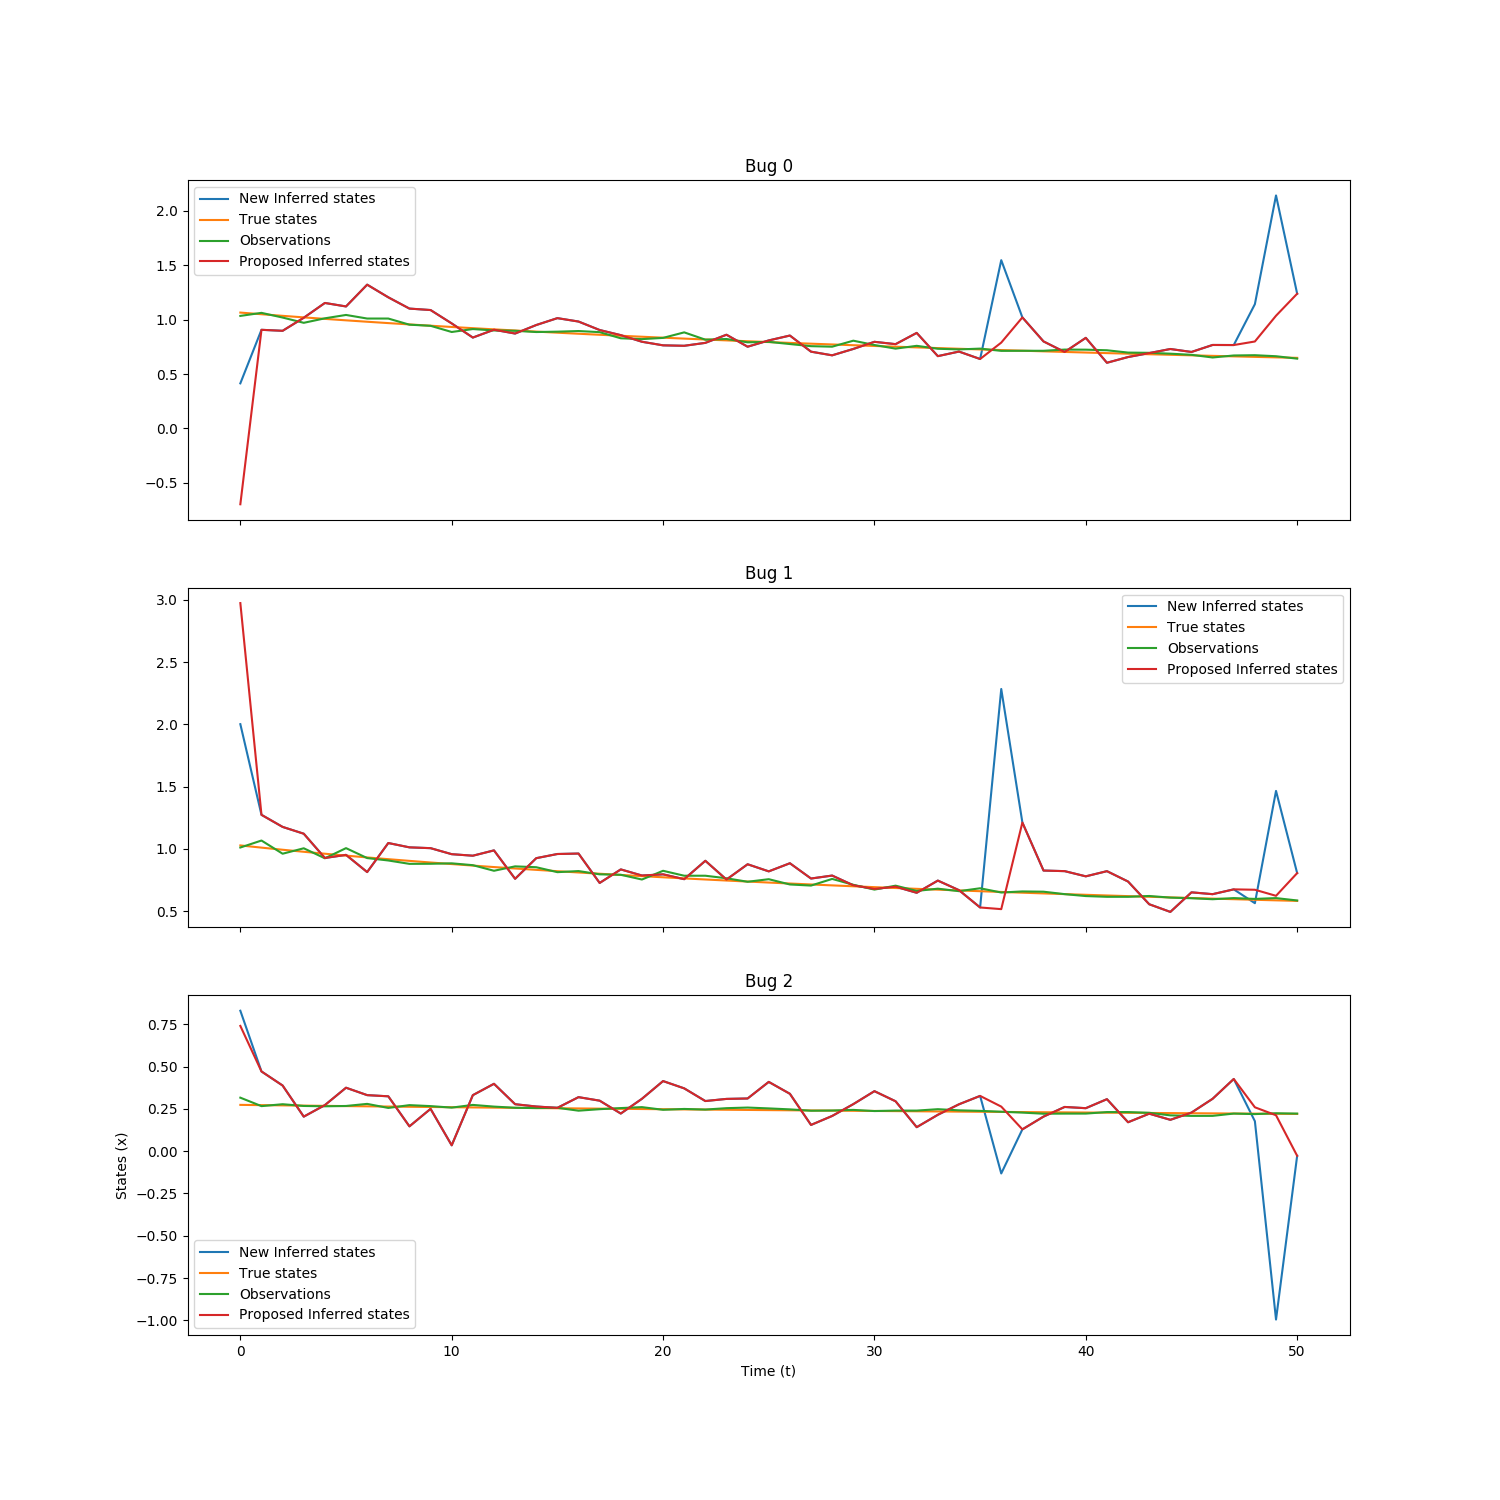 Bug 0
New Inferred states
True states
Observations
Proposed Inferred states
2.0
1.5
1.0
0.5
0.0
−0.5
Bug 1
New Inferred states
True states
Observations
Proposed Inferred states
3.0
2.5
2.0
1.5
1.0
0.5
Bug 2
0.75
0.50
0.25
0.00
−0.25
−0.50
−0.75
−1.00
States (x)
New Inferred states
True states
Observations
Proposed Inferred states
0 10 20 30 40 50
Time (t)